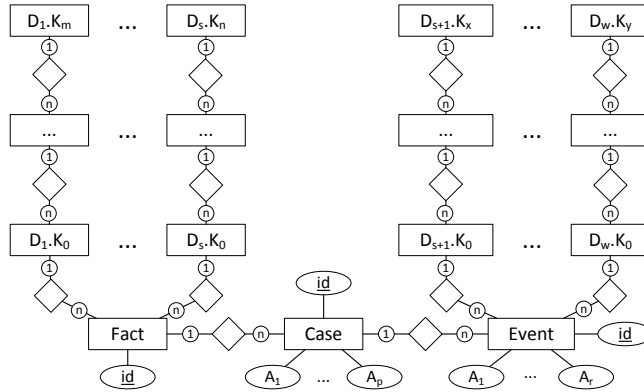 D1.Km ... Ds.Kn Ds+1.Kx ... Dw.Ky
1 1 1 1
n n n n
... ... ... ... ... ...
1 1 1 1
n n n n
D1.K0 ... Ds.K0 Ds+1.K0 ... Dw.K0
1 1 1 1
id
n n n n
Fact 1 n Case 1 n Event id
id A1 ... Ap A1 ... Ar